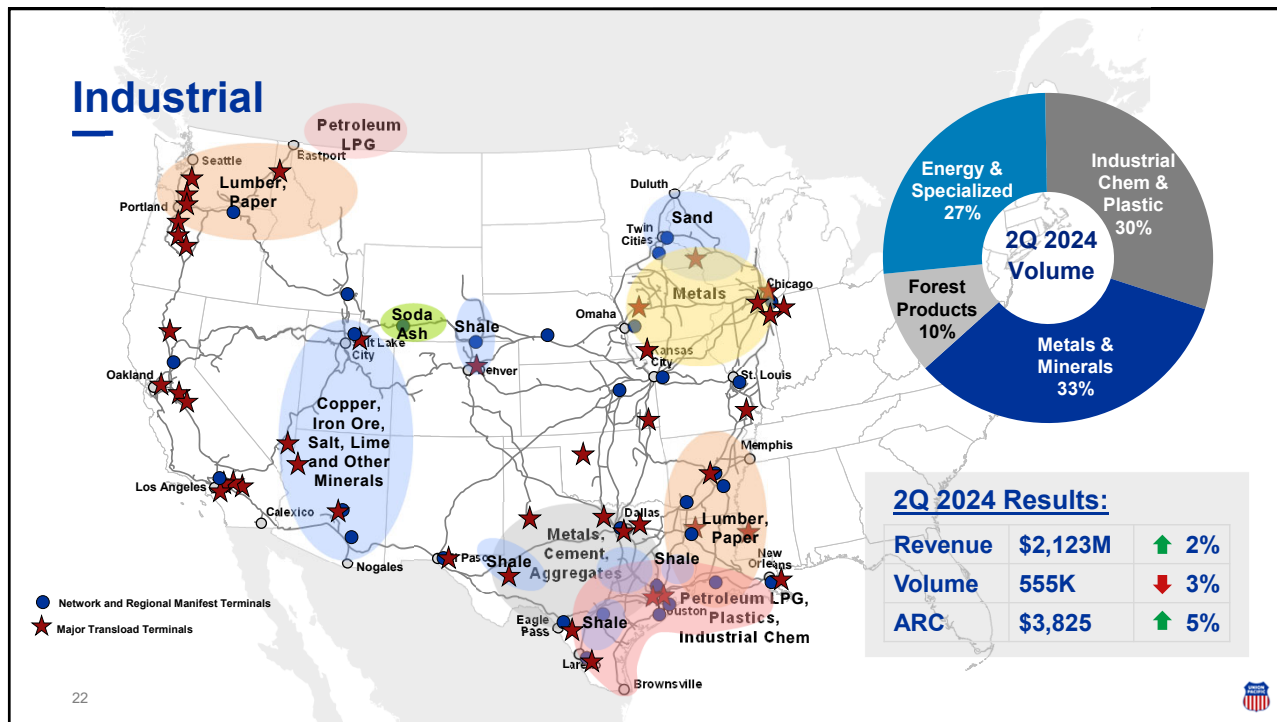 Industrial
Petroleum
LPG
Seattle
Eastport
Lumber,
Paper
Portland
Duluth
Sand
Twin
Cities
Metals
Chicago
Omaha
Soda
Ash
Shale
Salt Lake
City
Denver
Kansas
City
St. Louis
Oakland
Copper,
Iron Ore,
Salt, Lime
and Other
Minerals
Memphis
Los Angeles
Calexico
Dallas
Lumber,
Paper
Metals,
Cement,
Aggregates
Shale
New
Orleans
El Paso
Shale
Nogales
Petroleum LPG,
Plastics,
Industrial Chem
Houston
Eagle
Pass
Shale
Laredo
Brownsville
Network and Regional Manifest Terminals
Major Transload Terminals
Energy &
Specialized
27%
Industrial
Chem &
Plastic
30%
2Q 2024
Volume
Forest
Products
10%
Metals &
Minerals
33%
2Q 2024 Results:
Revenue $2,123M 2%
Volume 555K 3%
ARC $3,825 5%
22
UNION
PACIFIC